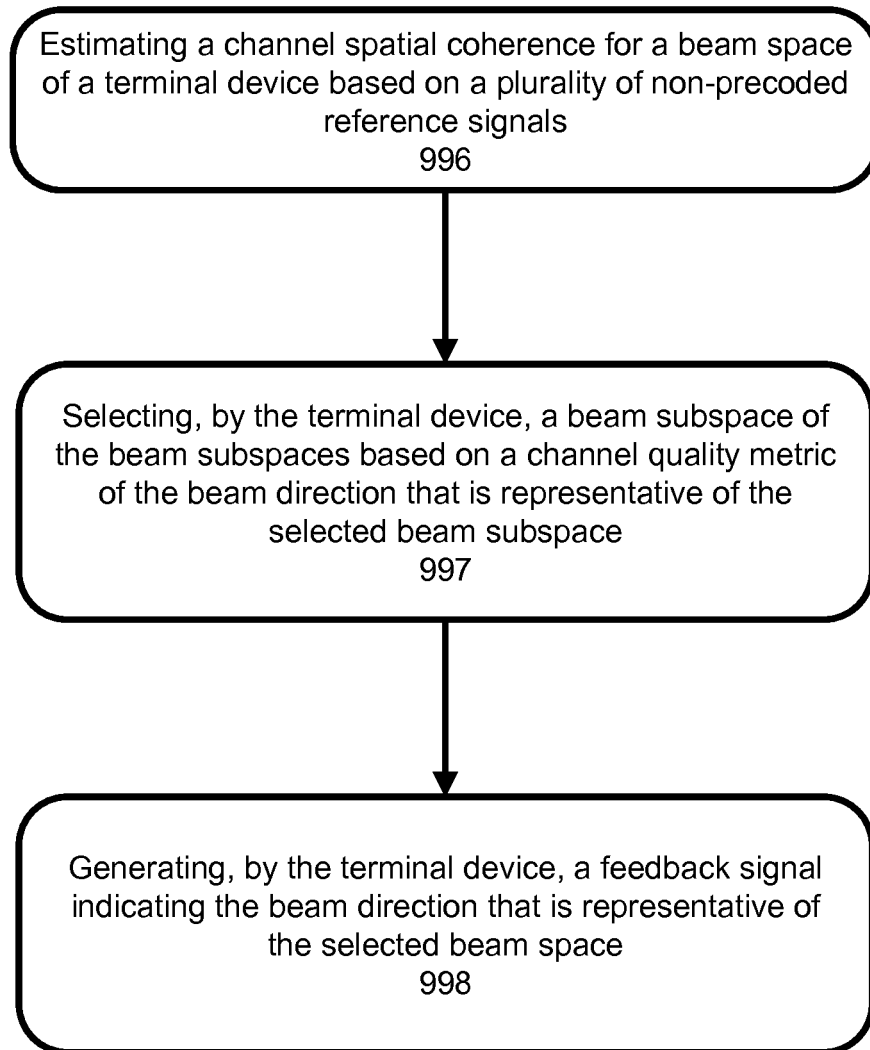 Estimating a channel spatial coherence for a beam space
of a terminal device based on a plurality of non-precoded
reference signals
996
Selecting, by the terminal device, a beam subspace of
the beam subspaces based on a channel quality metric
of the beam direction that is representative of the
selected beam subspace
997
Generating, by the terminal device, a feedback signal
indicating the beam direction that is representative of
the selected beam space
998